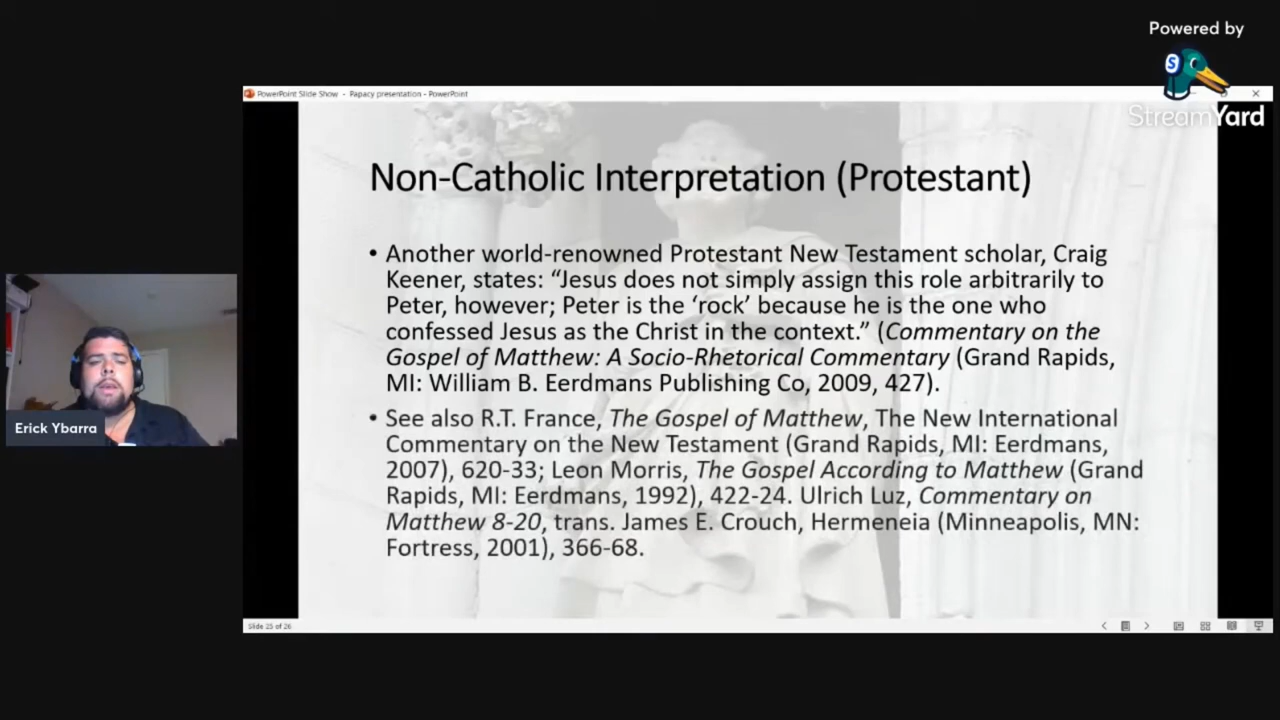 Powered by
StreamYard
PowerPoint Slide Show - Papacy presentation - PowerPoint
Non-Catholic Interpretation (Protestant)
• Another world-renowned Protestant New Testament scholar, Craig
Keener, states: “Jesus does not simply assign this role arbitrarily to
Peter, however; Peter is the ‘rock’ because he is the one who
confessed Jesus as the Christ in the context.” (Commentary on the
Gospel of Matthew: A Socio-Rhetorical Commentary (Grand Rapids,
MI: William B. Eerdmans Publishing Co, 2009, 427).
• See also R.T. France, The Gospel of Matthew, The New International
Commentary on the New Testament (Grand Rapids, MI: Eerdmans,
2007), 620-33; Leon Morris, The Gospel According to Matthew (Grand
Rapids, MI: Eerdmans, 1992), 422-24. Ulrich Luz, Commentary on
Matthew 8-20, trans. James E. Crouch, Hermeneia (Minneapolis, MN:
Fortress, 2001), 366-68.
Erick Ybarra
Slide 25 of 26